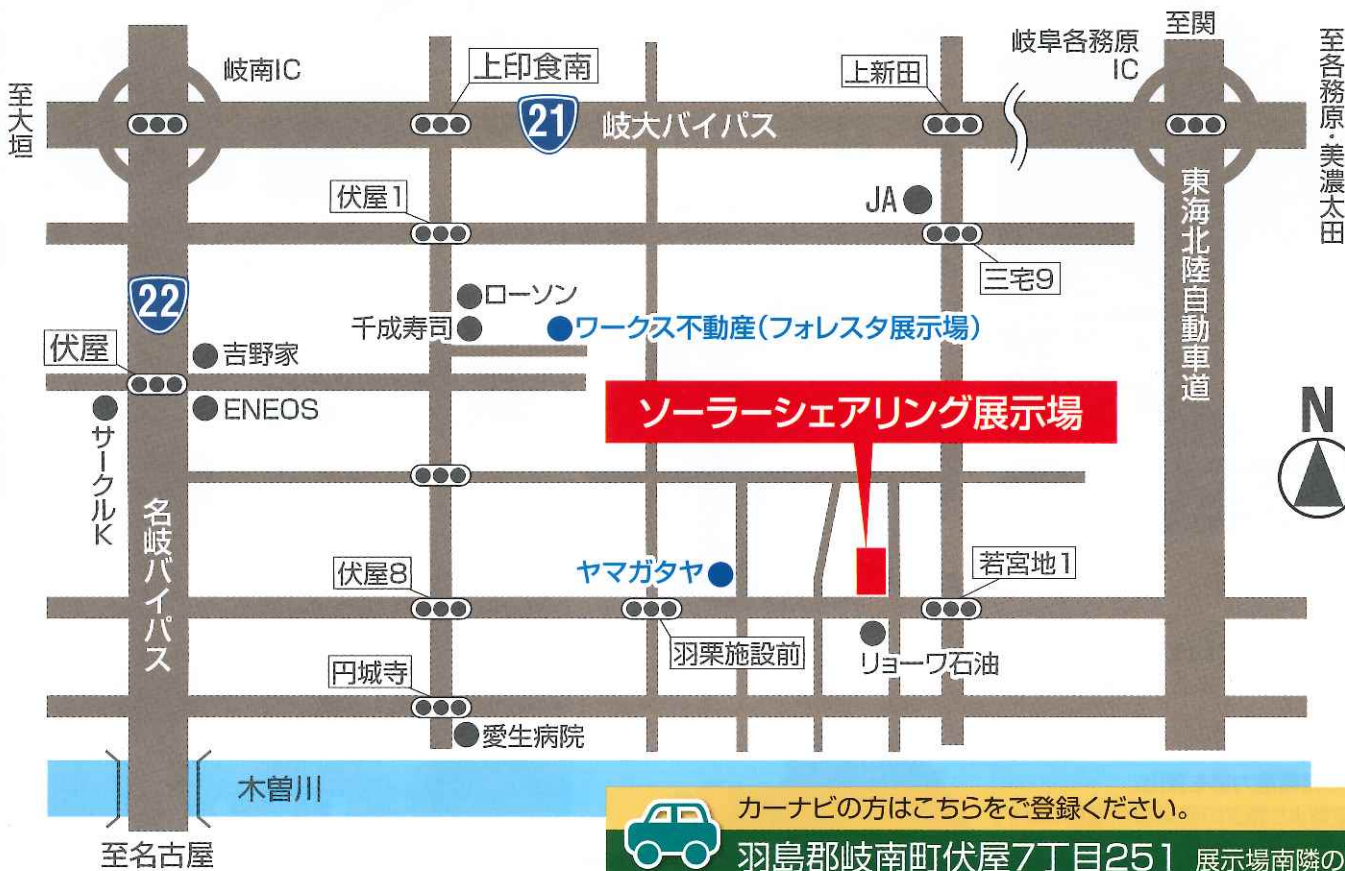 至関
岐阜各務原
IC
至各務原・美濃太田
岐南IC
上印食南
上新田
至大垣
21
岐大バイパス
伏屋1
JA
三宅9
東海北陸自動車道
22
ローソン
千成寿司
ワークス不動産(フォレスタ展示場)
伏屋
吉野家
ENEOS
サークルK
ソーラーシェアリング展示場
N
名岐バイパス
伏屋8
ヤマガタヤ
若宮地1
羽栗施設前
リョーワ石油
円城寺
愛生病院
木曽川
至名古屋
カーナビの方はこちらをご登録ください。
羽島郡岐南町伏屋7丁目251 展示場南隣の